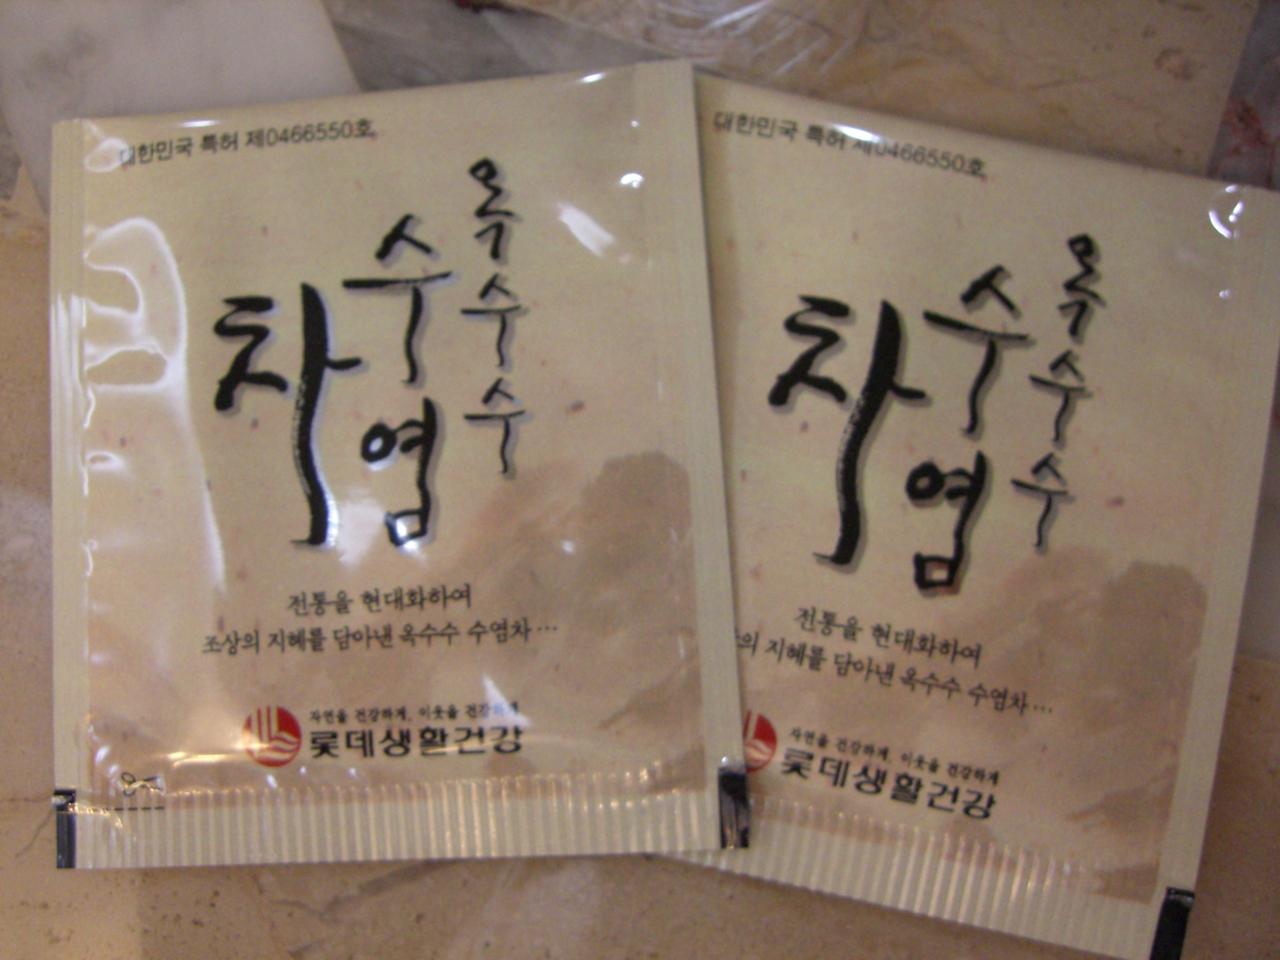 대한민국 특허 제0466550호
옥수수
수염
차
전통을 현대화하여
조상의 지혜를 담아낸 옥수수 수염차...
자연을 건강하게, 이웃을 건강하게
롯데생활건강
대한민국 특허 제0466550호
옥수수
수염
차
전통을 현대화하여
의 지혜를 담아낸 옥수수 수염차...
자연을 건강하게, 이웃을 건강하게
롯데생활건강